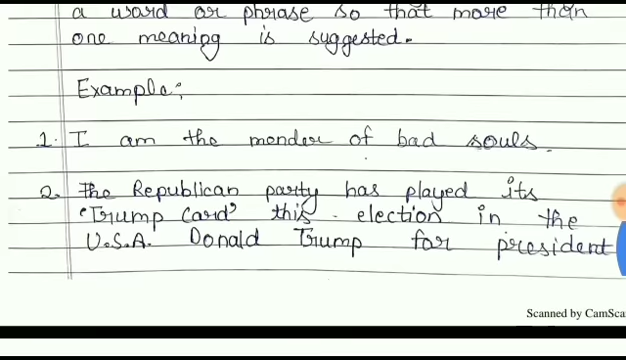 a word or phrase so that more than
one meaning is suggested.
Example:
1. I am the mender of bad souls.
2. The Republican party has played its
'Trump Card' this election in the
U.S.A. Donald Trump for president
Scanned by CamSca